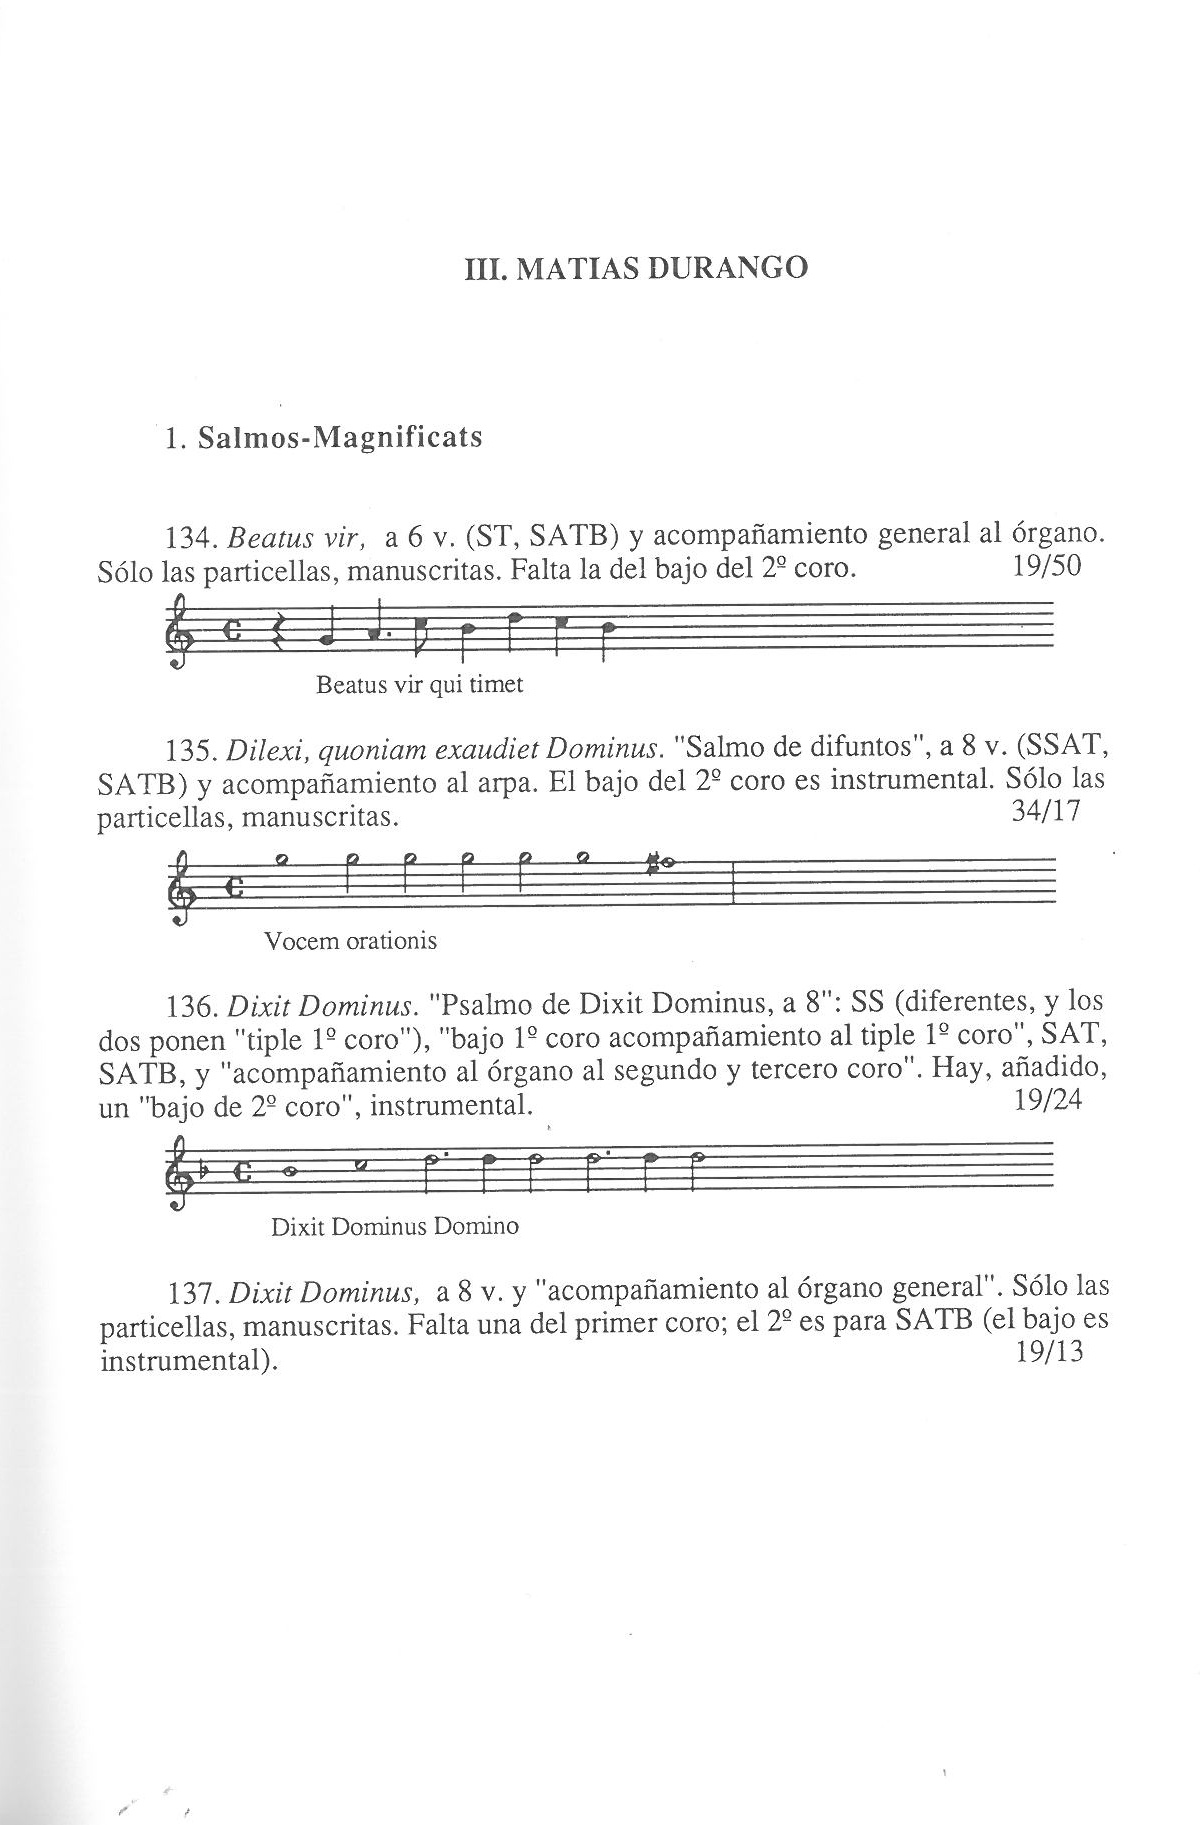 III. MATIAS DURANGO
1. Salmos-Magnificats
134. Beatus vir, a 6 v. (ST, SATB) y acompañamiento general al órgano.
Sólo las particellas, manuscritas. Falta la del bajo del 2º coro. 19/50
Beatus vir qui timet
135. Dilexi, quoniam exaudiet Dominus. "Salmo de difuntos", a 8 v. (SSAT,
SATB) y acompañamiento al arpa. El bajo del 2º coro es instrumental. Sólo las
particellas, manuscritas. 34/17
Vocem orationis
136. Dixit Dominus. "Psalmo de Dixit Dominus, a 8": SS (diferentes, y los
dos ponen "tiple 1º coro"), "bajo 1º coro acompañamiento al tiple 1º coro", SAT,
SATB, y "acompañamiento al órgano al segundo y tercero coro". Hay, añadido,
un "bajo de 2º coro", instrumental. 19/24
Dixit Dominus Domino
137. Dixit Dominus, a 8 v. y "acompañamiento al órgano general". Sólo las
particellas, manuscritas. Falta una del primer coro; el 2º es para SATB (el bajo es
instrumental). 19/13